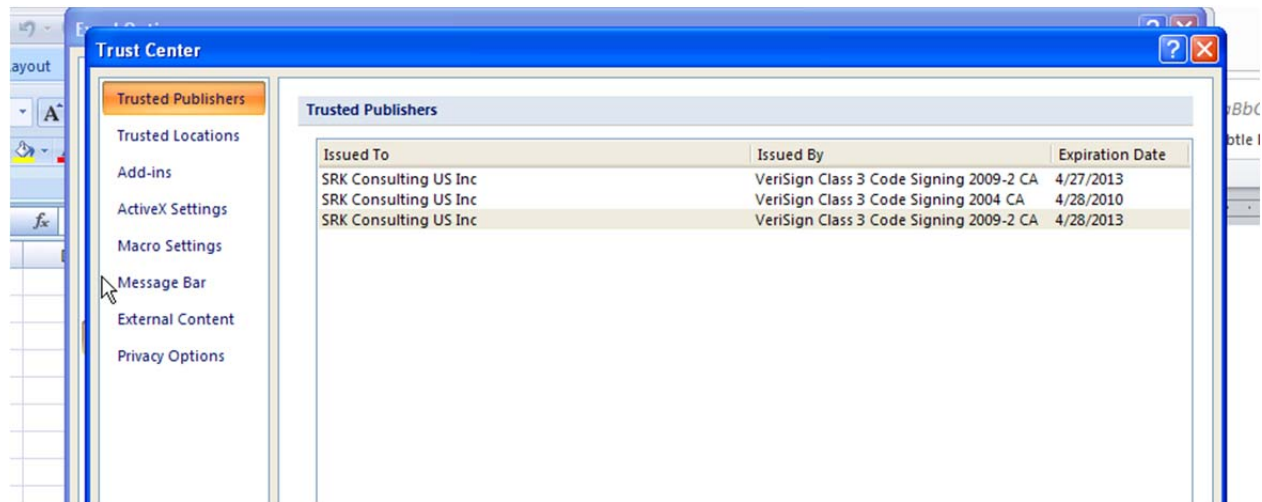 Trust Center
ayout
Trusted Publishers
Trusted Locations
Add-ins
ActiveX Settings
Macro Settings
Message Bar
External Content
Privacy Options
Trusted Publishers
Issued To Issued By Expiration Date
SRK Consulting US Inc VeriSign Class 3 Code Signing 2009-2 CA 4/27/2013
SRK Consulting US Inc VeriSign Class 3 Code Signing 2004 CA 4/28/2010
SRK Consulting US Inc VeriSign Class 3 Code Signing 2009-2 CA 4/28/2013
A
fx